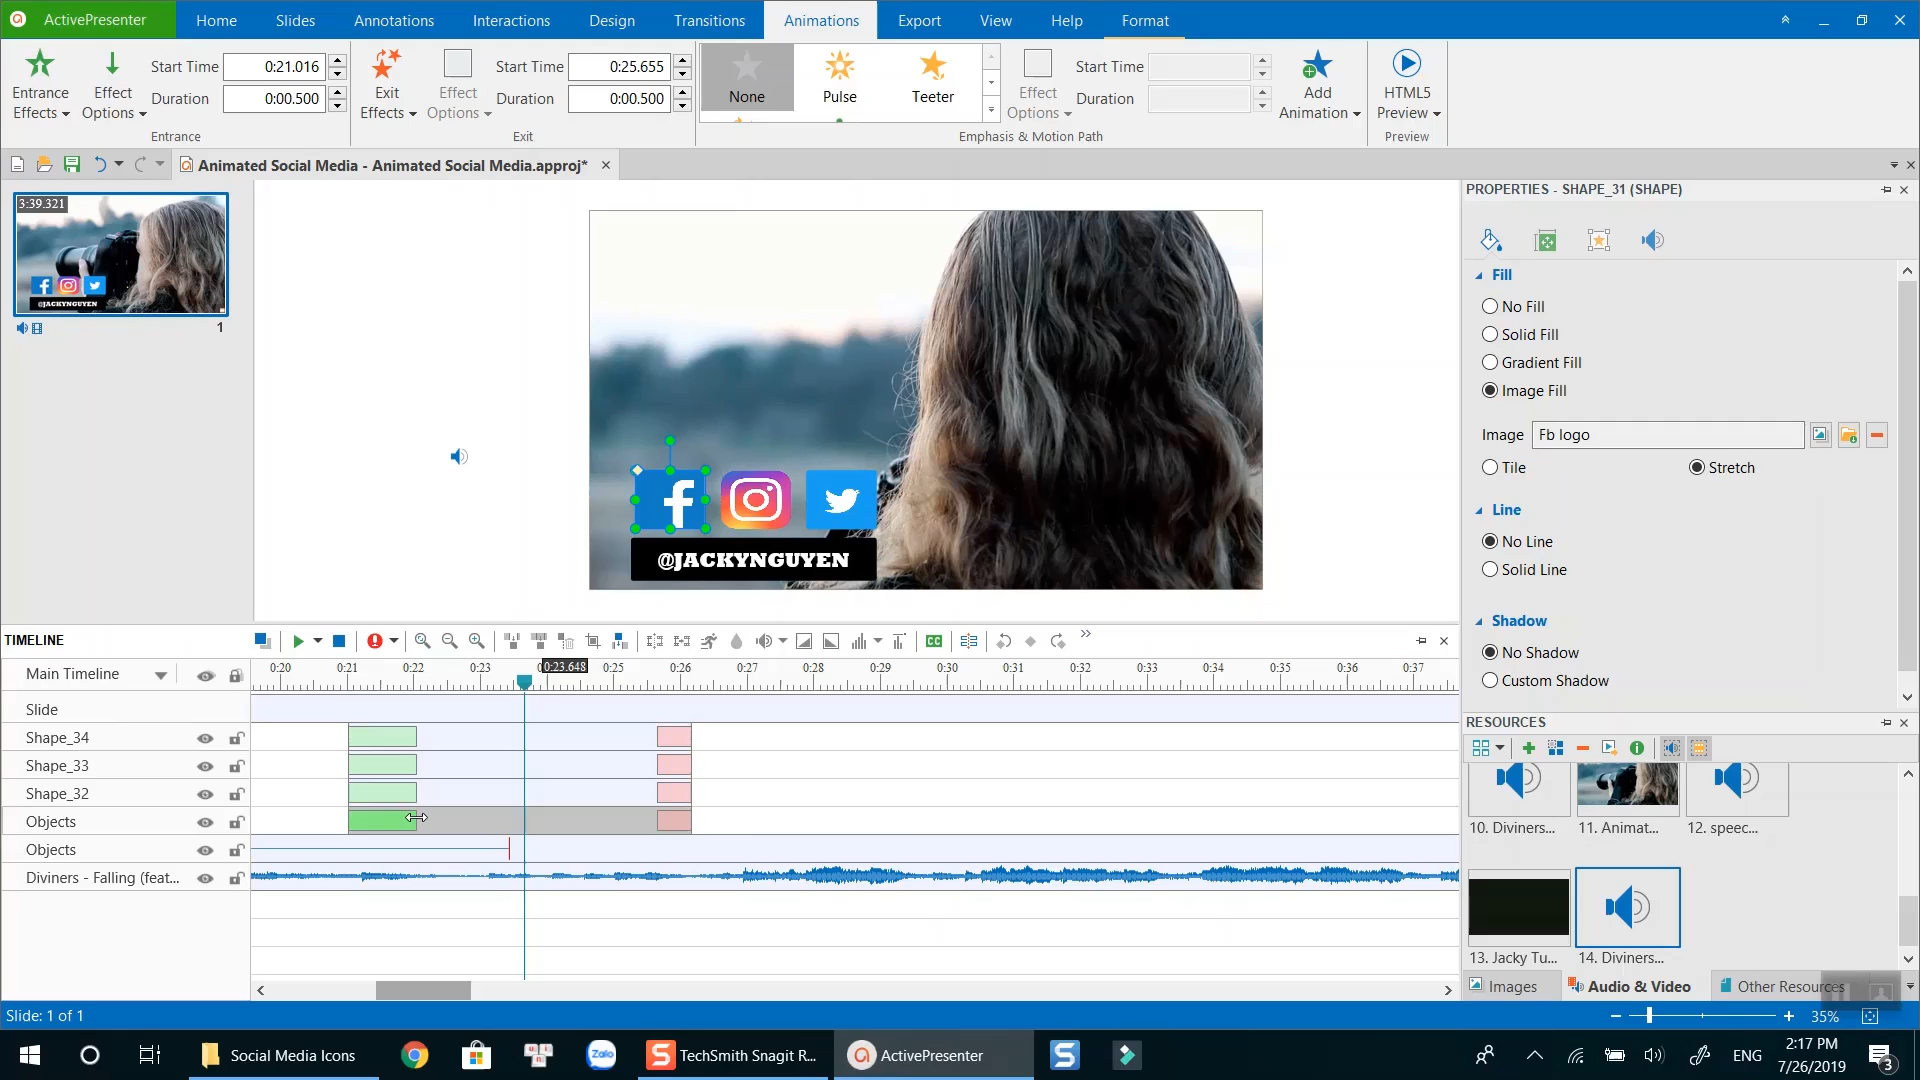 ActivePresenter
Home
Slides
Annotations
Interactions
Design
Transitions
Animations
Export
View
Help
Format
Entrance
Effects
Effect
Options
Start Time
0:21.016
Duration
0:00.500
Entrance
Exit
Effects
Effect
Options
Start Time
0:25.655
Duration
0:00.500
Exit
None
Pulse
Teeter
Effect
Options
Start Time
Duration
Emphasis & Motion Path
Add
Animation
HTML5
Preview
Preview
Animated Social Media - Animated Social Media.approj*
3:39.321
@JACKYNGUYEN
1
@JACKYNGUYEN
PROPERTIES - SHAPE_31 (SHAPE)
Fill
No Fill
Solid Fill
Gradient Fill
Image Fill
Image
Fb logo
Tile
Stretch
Line
No Line
Solid Line
Shadow
No Shadow
Custom Shadow
RESOURCES
10. Diviners...
11. Animat...
12. speec...
13. Jacky Tu...
14. Diviners...
Images
Audio & Video
Other Resources
TIMELINE
CC
Main Timeline
0:20
0:21
0:22
0:23
0:23.648
0:25
0:26
0:27
0:28
0:29
0:30
0:31
0:32
0:33
0:34
0:35
0:36
0:37
Slide
Shape_34
Shape_33
Shape_32
Objects
Objects
Diviners - Falling (feat...
Slide: 1 of 1
35%
Social Media Icons
Zalo
TechSmith Snagit R...
ActivePresenter
ENG
2:17 PM
7/26/2019
3